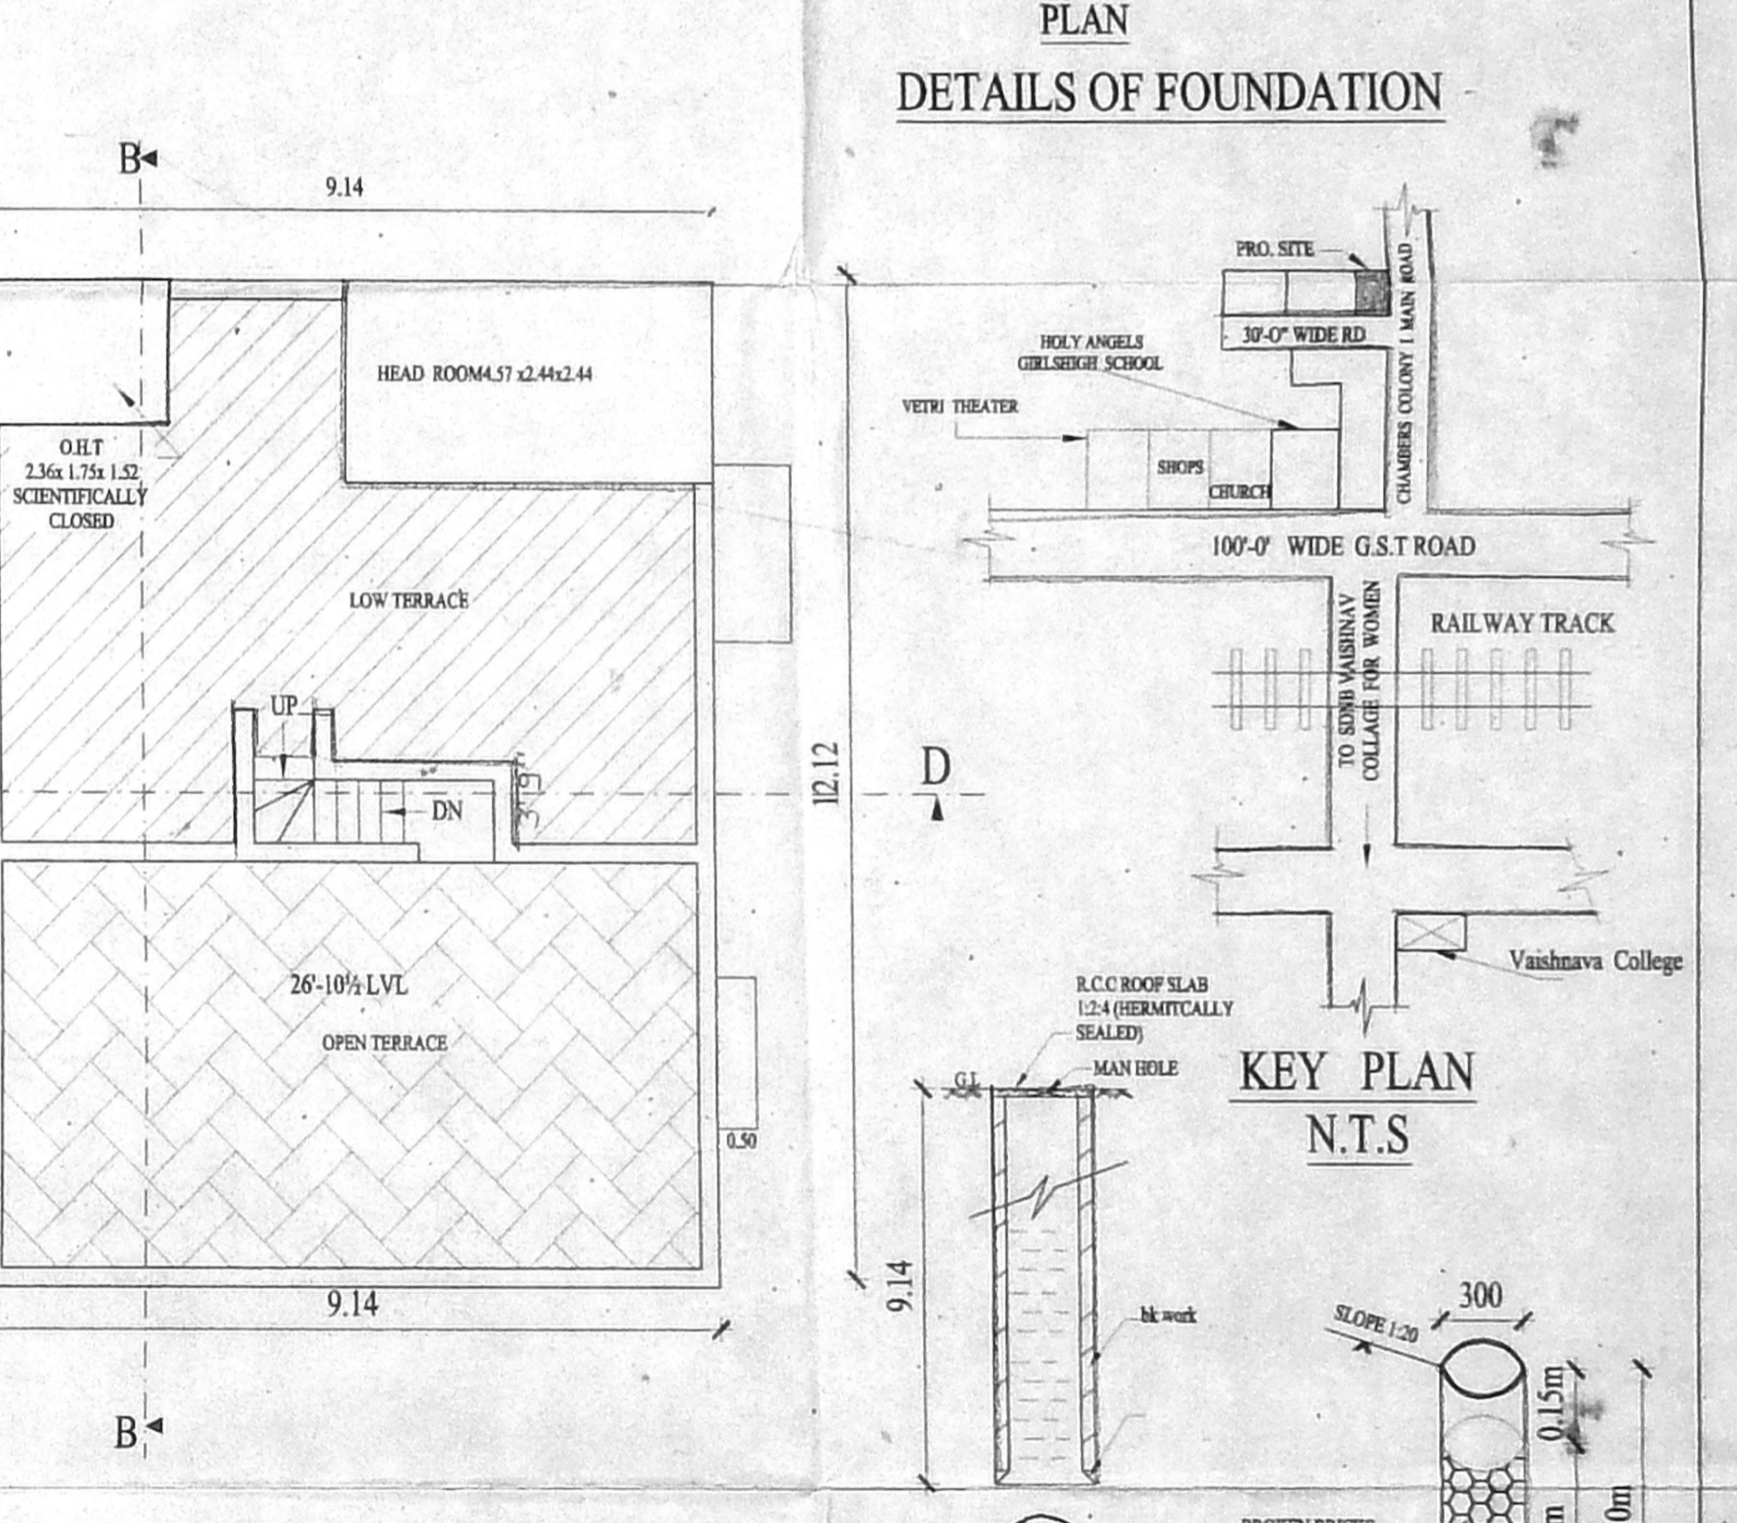 PLAN
DETAILS OF FOUNDATION
B
9.14
HEAD ROOM4.57 x2.44x2.44
O.H.T
2.36x 1.75x 1.52
SCIENTIFICALLY
CLOSED
LOW TERRACE
UP
DN
3'9"
26'-10½ LVL
OPEN TERRACE
0.50
9.14
B
12.12
D
PRO. SITE
30'-O" WIDE RD
CHAMBERS COLONY I MAIN ROAD
HOLY ANGELS
GIRLSHIGH SCHOOL
VETRI THEATER
SHOPS
CHURCH
100'-0' WIDE G.S.T ROAD
TO SDNB VAISHNAV
COLLAGE FOR WOMEN
RAILWAY TRACK
Vaishnava College
KEY PLAN
N.T.S
R.C.C ROOF SLAB
1:2:4 (HERMITCALLY
SEALED)
MAN HOLE
G.L
9.14
bk work
300
SLOPE 1:20
0.15m
0m
m